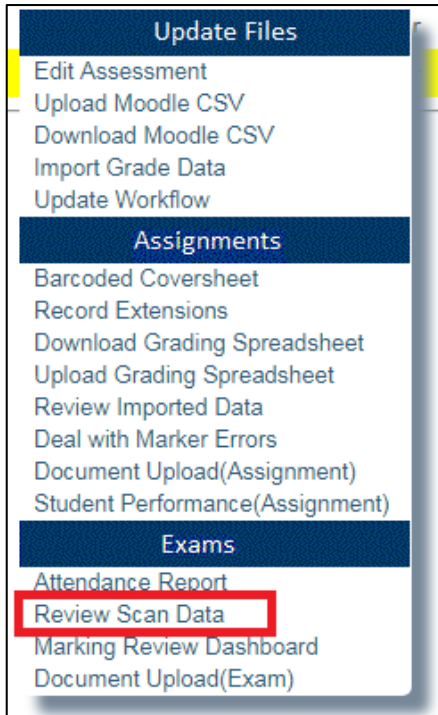 Update Files
Edit Assessment
Upload Moodle CSV
Download Moodle CSV
Import Grade Data
Update Workflow
Assignments
Barcoded Coversheet
Record Extensions
Download Grading Spreadsheet
Upload Grading Spreadsheet
Review Imported Data
Deal with Marker Errors
Document Upload(Assignment)
Student Performance(Assignment)
Exams
Attendance Report
Review Scan Data
Marking Review Dashboard
Document Upload(Exam)